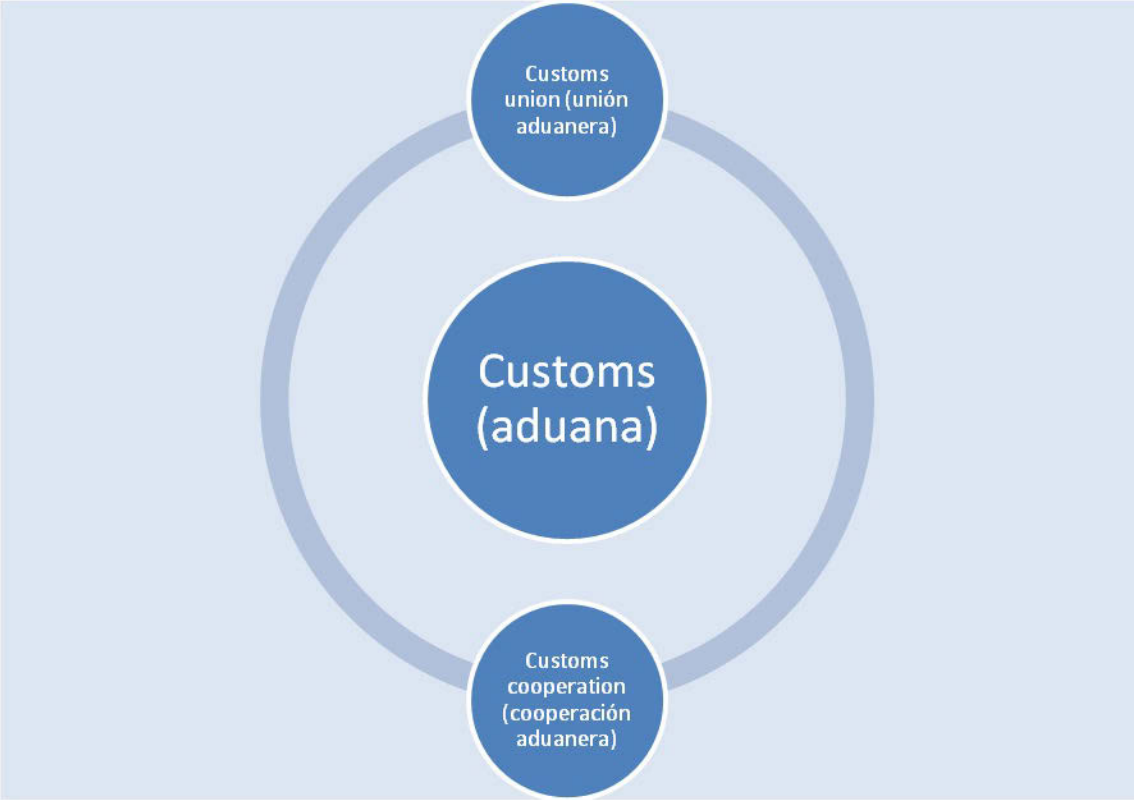 Customs
union (unión
aduanera)
Customs
(aduana)
Customs
cooperation
(cooperación
aduanera)